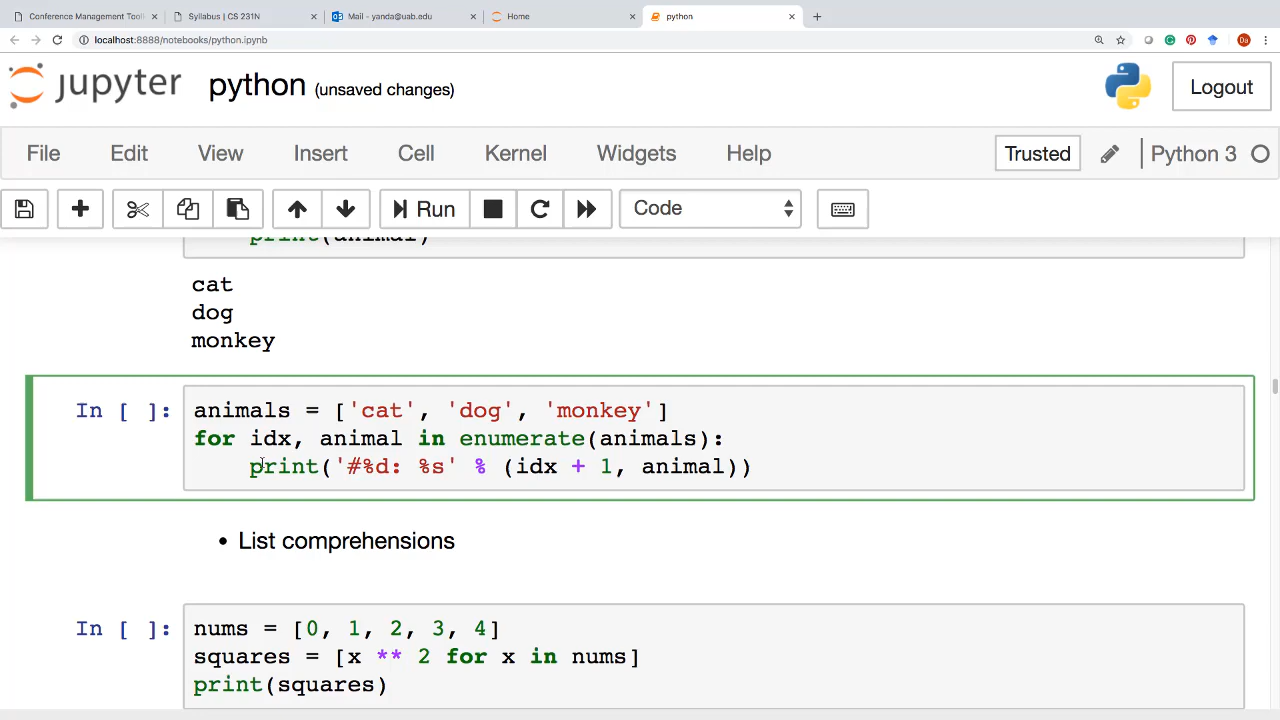 Conference Management Tool
Syllabus | CS 231N
Mail - yanda@uab.edu
Home
python
localhost:8888/notebooks/python.ipynb
Da
jupyter python (unsaved changes)
Logout
File Edit View Insert Cell Kernel Widgets Help
Trusted
Python 3
Run
Code
print(animal)
cat
dog
monkey
In [ ]:
animals = ['cat', 'dog', 'monkey']
for idx, animal in enumerate(animals):
    print('#%d: %s' % (idx + 1, animal))
• List comprehensions
In [ ]:
nums = [0, 1, 2, 3, 4]
squares = [x ** 2 for x in nums]
print(squares)